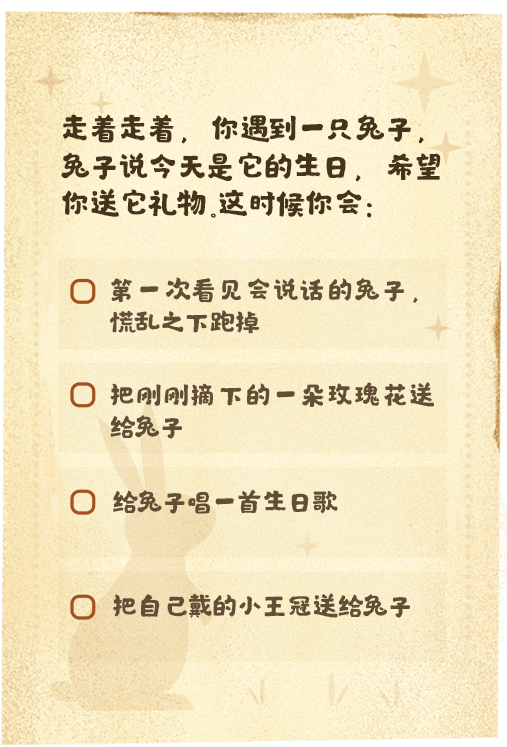 走着走着，你遇到一只兔子，
兔子说今天是它的生日，希望
你送它礼物。这时候你会：
第一次看见会说话的兔子，
慌乱之下跑掉
把刚刚摘下的一朵玫瑰花送
给兔子
给兔子唱一首生日歌
把自己戴的小王冠送给兔子